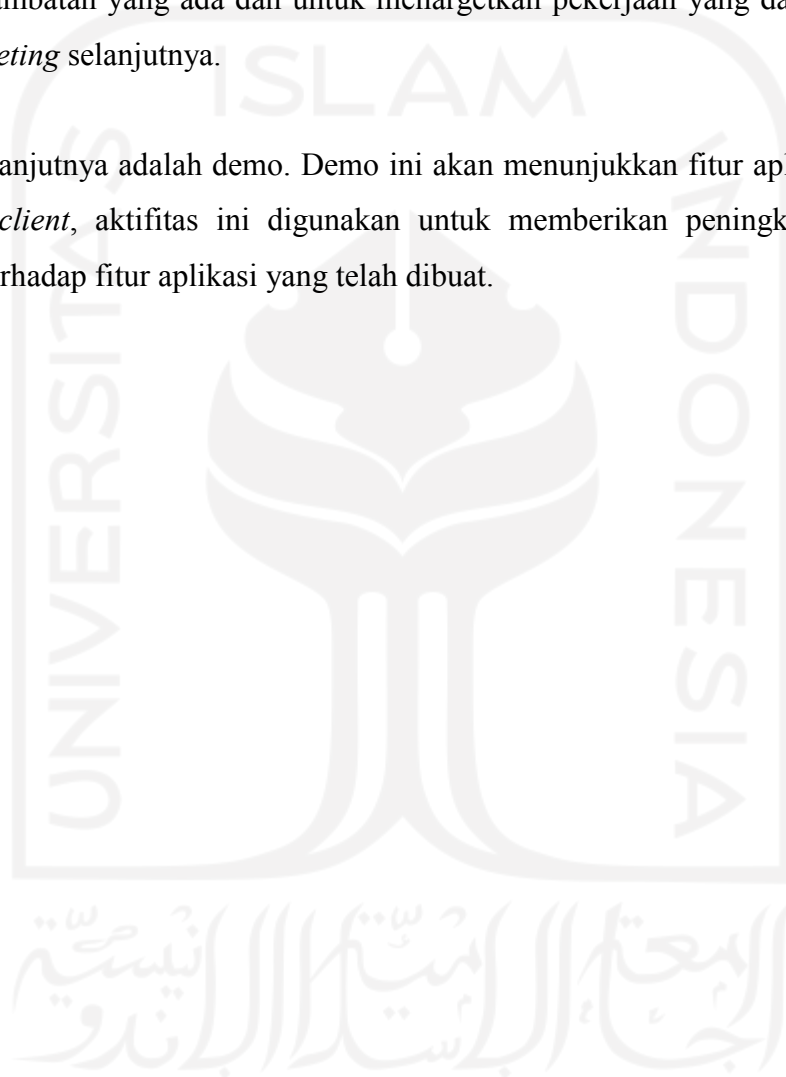 mbatan yang ada dan untuk menargetkan pekerjaan yang da
eting selanjutnya.
anjutnya adalah demo. Demo ini akan menunjukkan fitur apl
client, aktifitas ini digunakan untuk memberikan peningk
rhadap fitur aplikasi yang telah dibuat.
ISLAM
UNIVERSITAS
INDONESIA